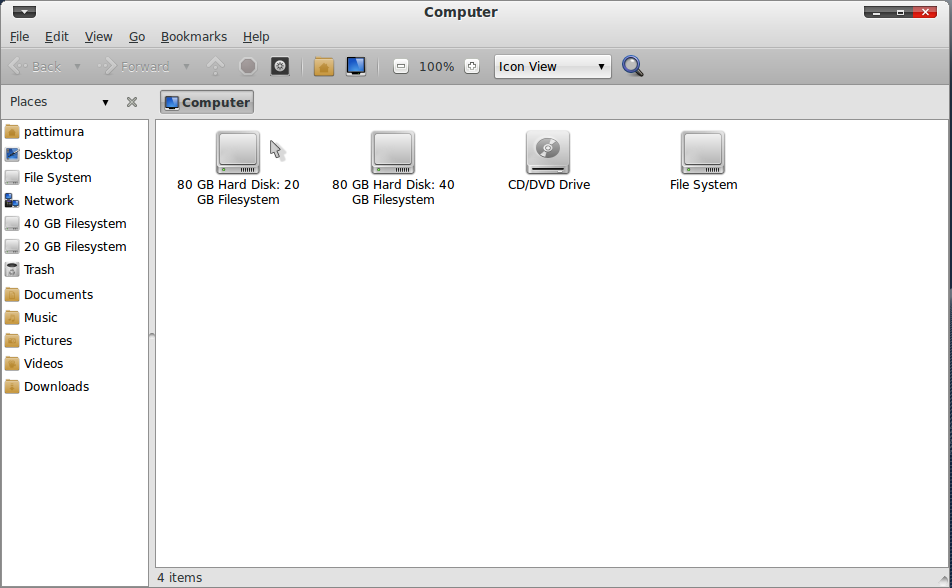 Computer
File Edit View Go Bookmarks Help
Back Forward 100% Icon View
Places Computer
pattimura
Desktop
File System
Network
40 GB Filesystem
20 GB Filesystem
Trash
Documents
Music
Pictures
Videos
Downloads
80 GB Hard Disk: 20
GB Filesystem
80 GB Hard Disk: 40
GB Filesystem
CD/DVD Drive
File System
4 items